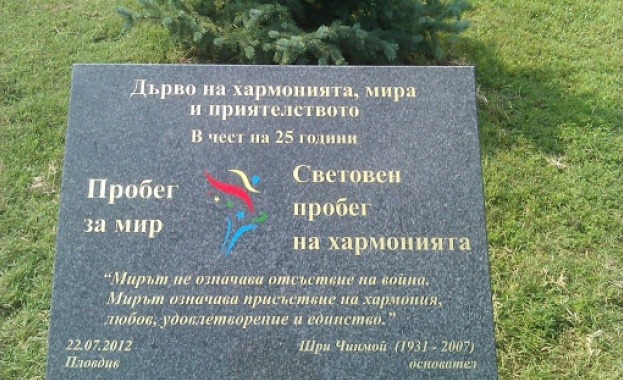 Дърво на хармонията, мира
и приятелството
В чест на 25 години
Пробег
за мир
Световен
пробег
на хармонията
“Мирът не означава отсъствие на война.
Мирът означава присъствие на хармония,
любов, удовлетворение и единство.”
22.07.2012
Пловдив
Шри Чинмой (1931 - 2007)
основател